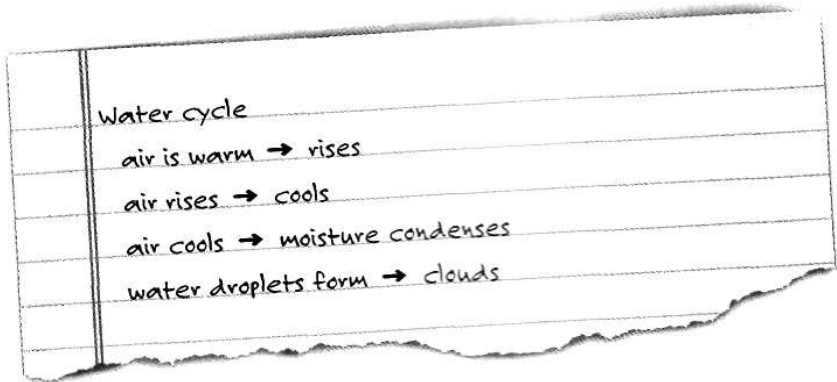 Water cycle
air is warm → rises
air rises → cools
air cools → moisture condenses
water droplets form → clouds